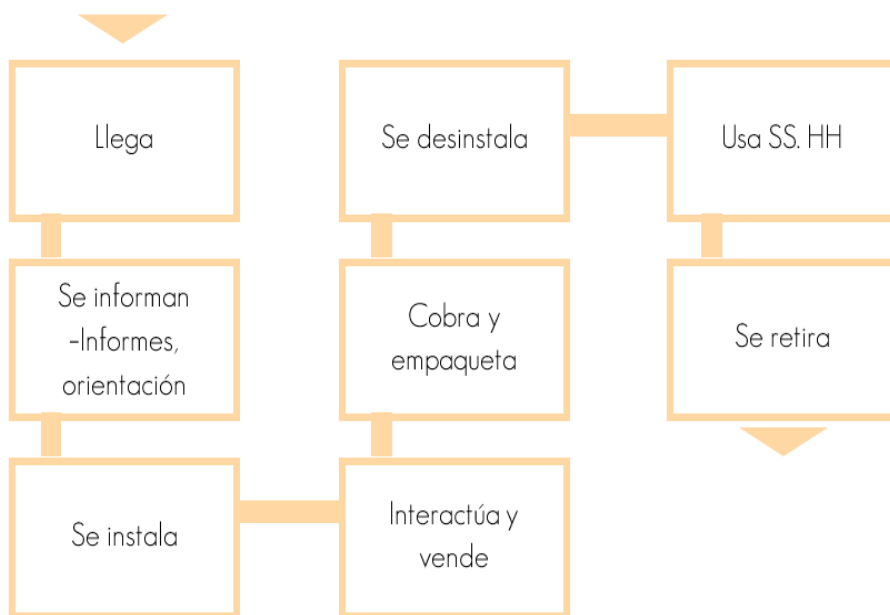 Llega
Se informan
-Informes,
orientación
Se instala
Interactúa y
vende
Cobra y
empaqueta
Se desinstala
Usa SS. HH
Se retira